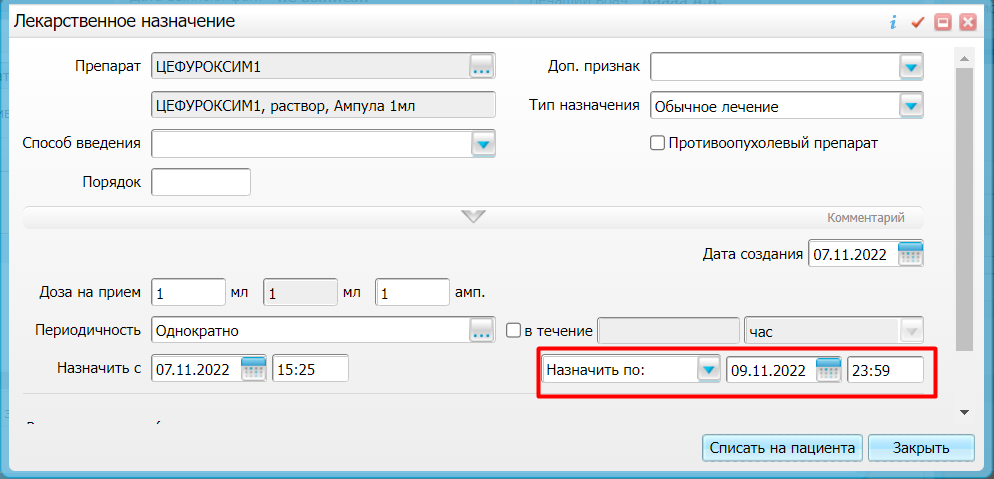 Лекарственное назначение
Препарат ЦЕФУРОКСИМ1 ... Доп. признак
ЦЕФУРОКСИМ1, раствор, Ампула 1мл Тип назначения Обычное лечение
Способ введения Противоопухолевый препарат
Порядок
Комментарий
Дата создания 07.11.2022
Доза на прием 1 мл 1 мл 1 амп.
Периодичность Однократно ... в течение час
Назначить с 07.11.2022 15:25 Назначить по: 09.11.2022 23:59
Списать на пациента Закрыть